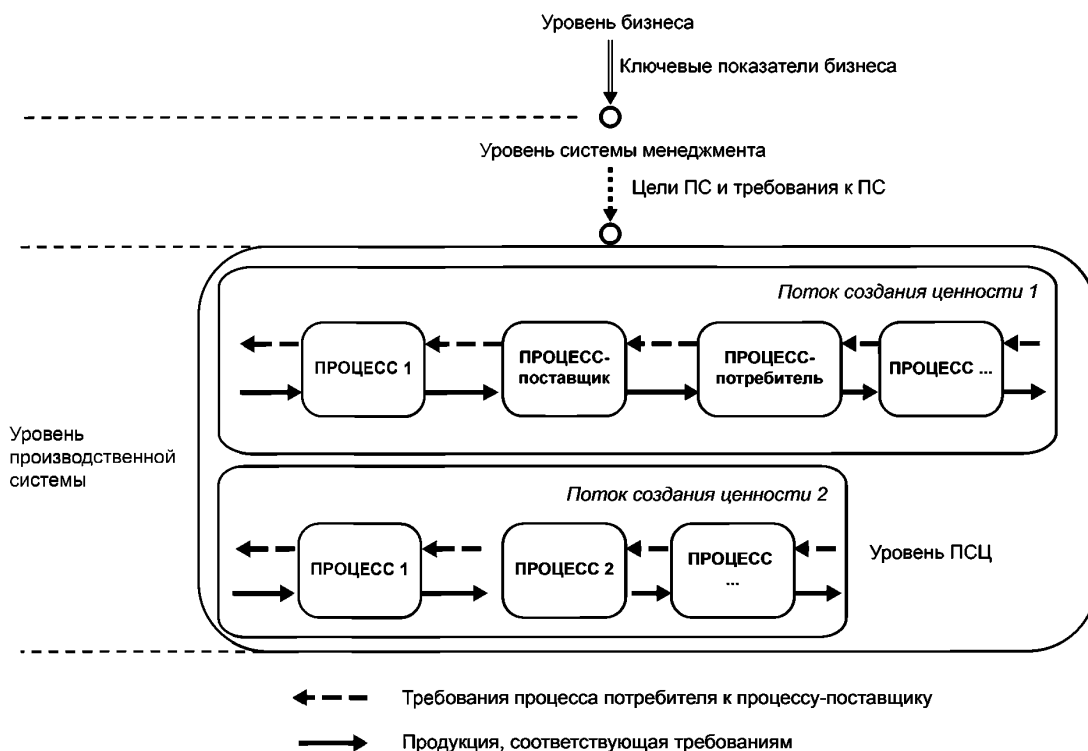 Уровень бизнеса
Ключевые показатели бизнеса
Уровень системы менеджмента
Цели ПС и требования к ПС
Поток создания ценности 1
ПРОЦЕСС 1
ПРОЦЕСС-
поставщик
ПРОЦЕСС-
потребитель
ПРОЦЕСС ...
Уровень
производственной
системы
Поток создания ценности 2
ПРОЦЕСС 1
ПРОЦЕСС 2
ПРОЦЕСС
...
Уровень ПСЦ
Требования процесса потребителя к процессу-поставщику
Продукция, соответствующая требованиям